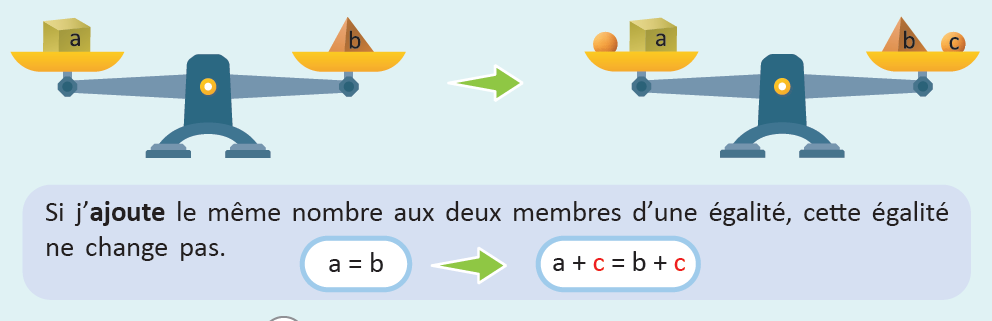 a b a b c
Si j'ajoute le même nombre aux deux membres d'une égalité, cette égalité
ne change pas.
a = b a + c = b + c